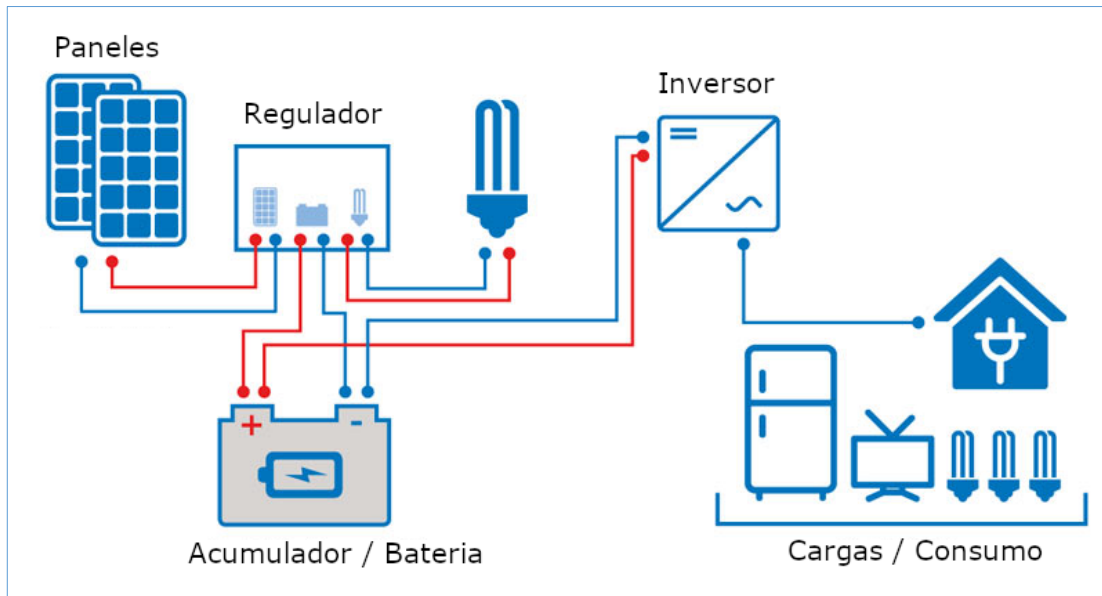 Paneles
Regulador
Inversor
+
-
Acumulador / Bateria
Cargas / Consumo